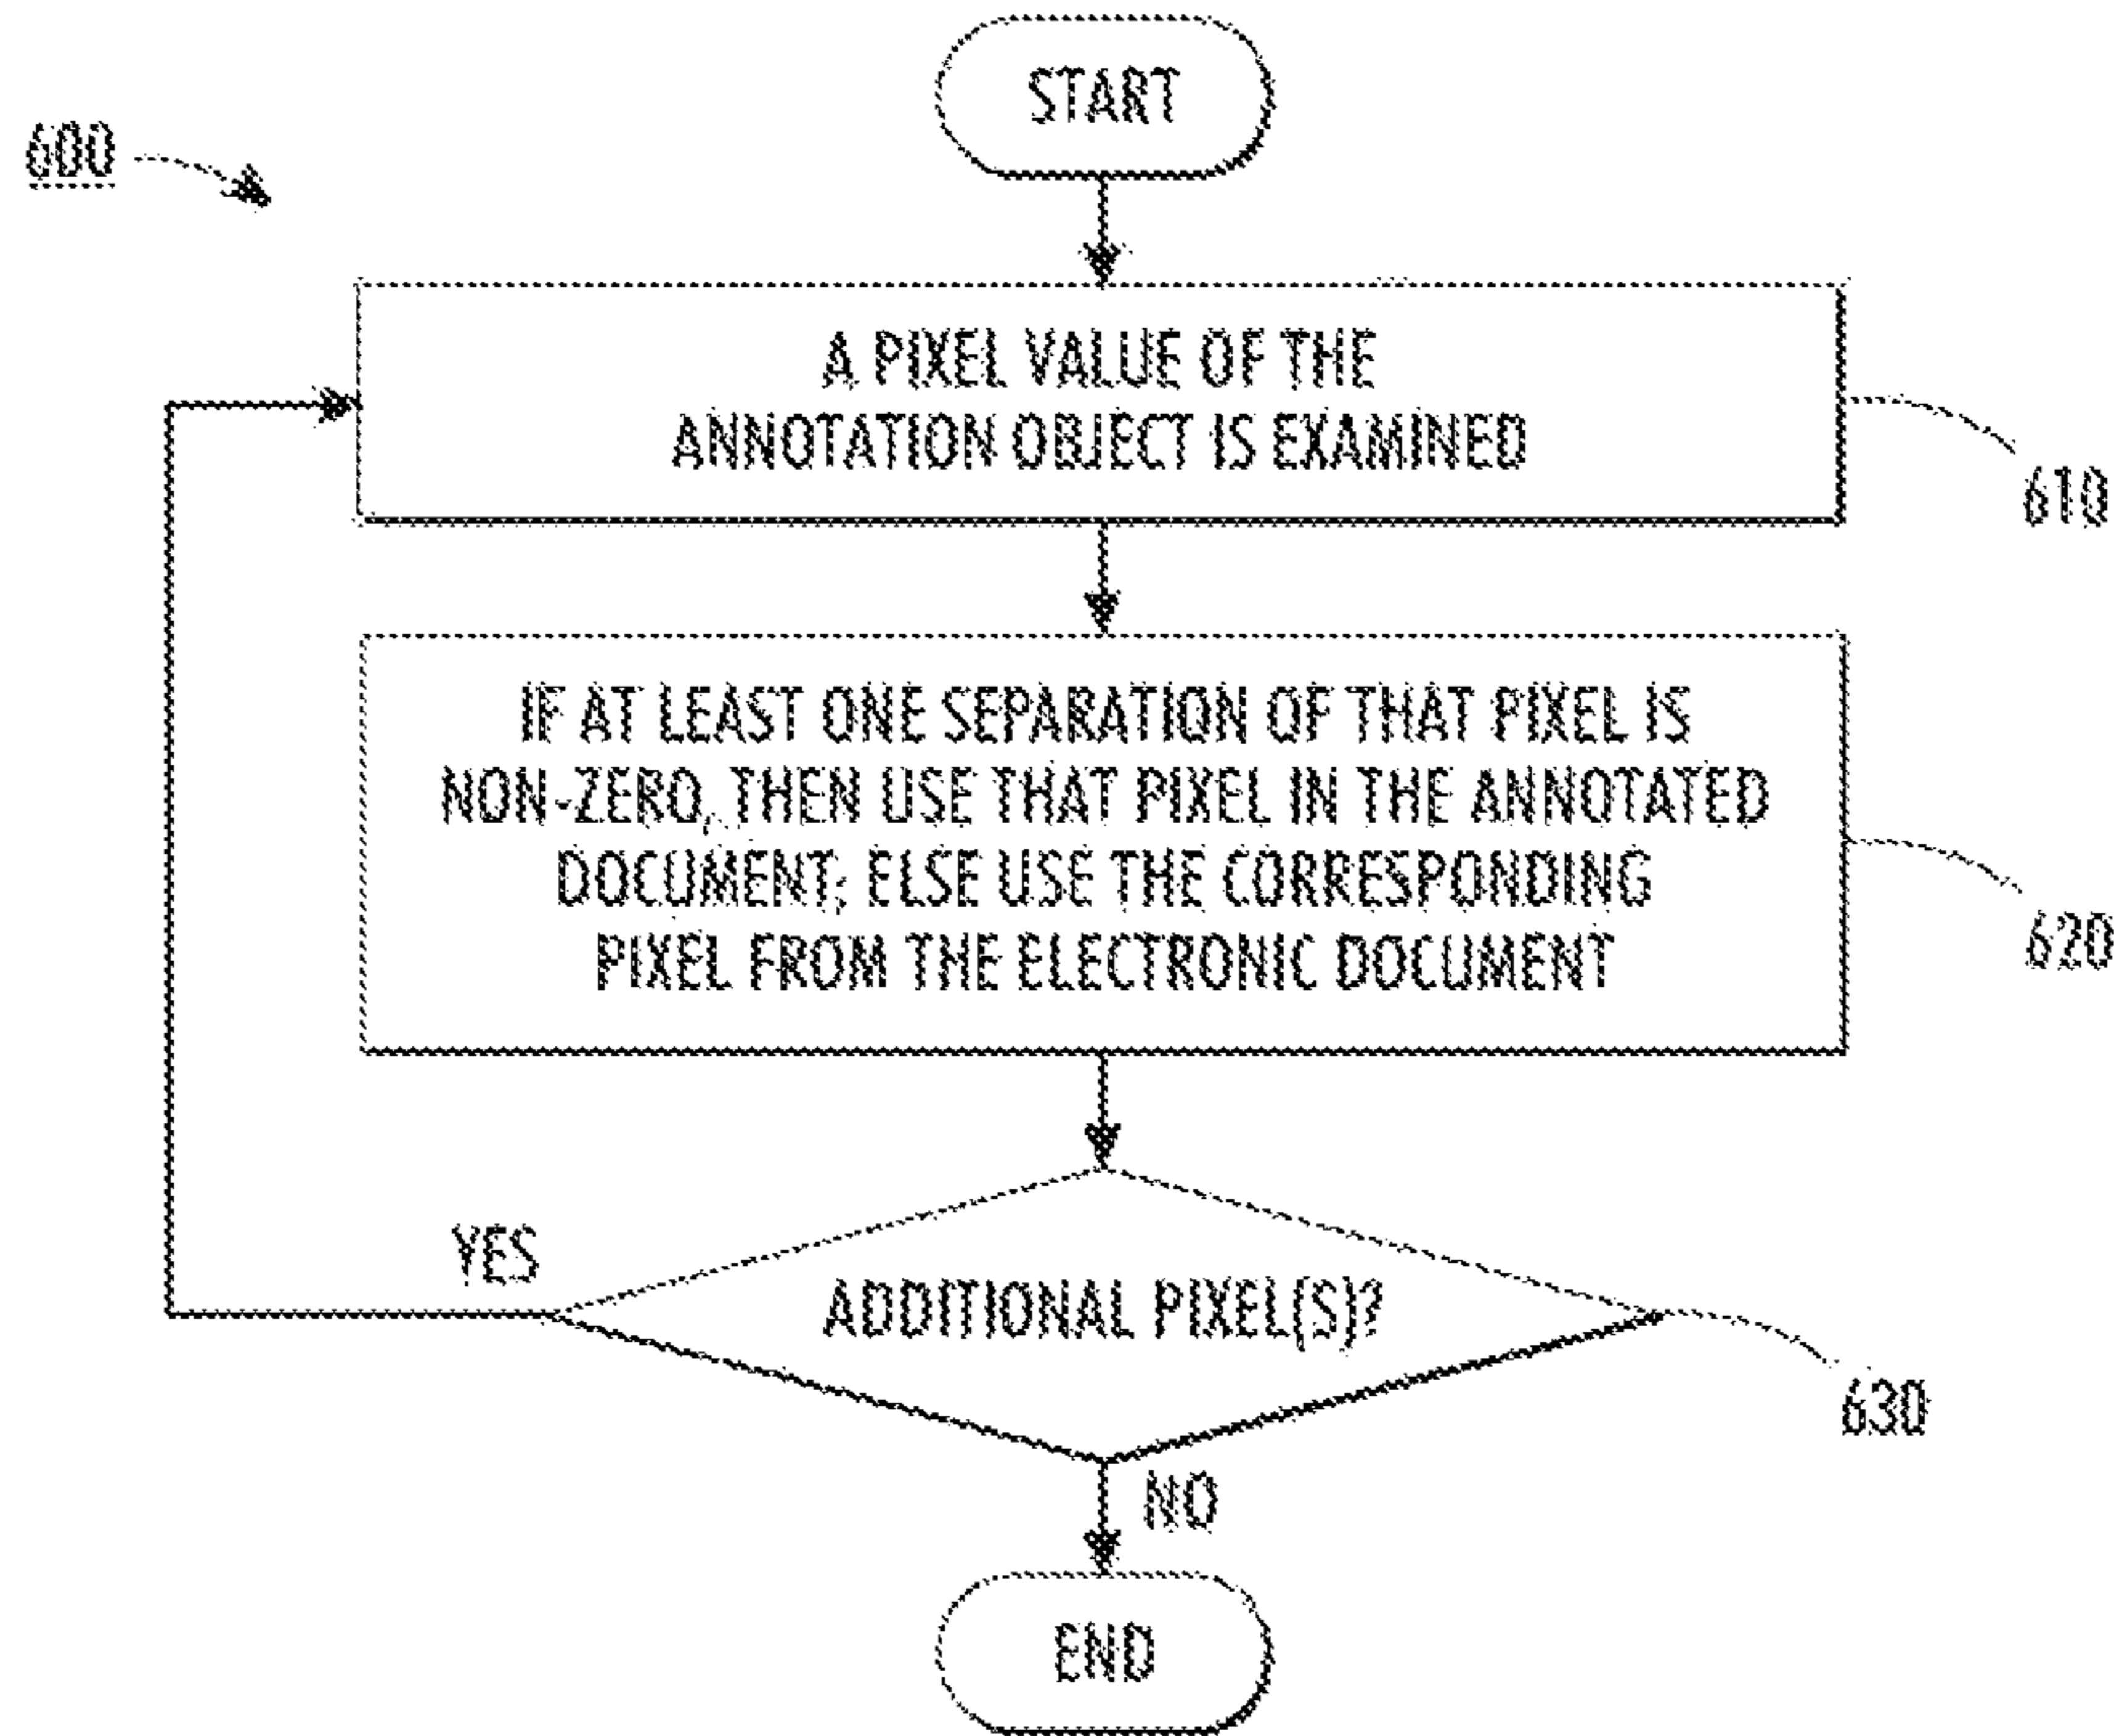 START
600
A PIXEL VALUE OF THE
ANNOTATION OBJECT IS EXAMINED
610
IF AT LEAST ONE SEPARATION OF THAT PIXEL IS
NON-ZERO, THEN USE THAT PIXEL IN THE ANNOTATED
DOCUMENT; ELSE USE THE CORRESPONDING
PIXEL FROM THE ELECTRONIC DOCUMENT
620
YES
ADDITIONAL PIXEL(S)?
630
NO
END